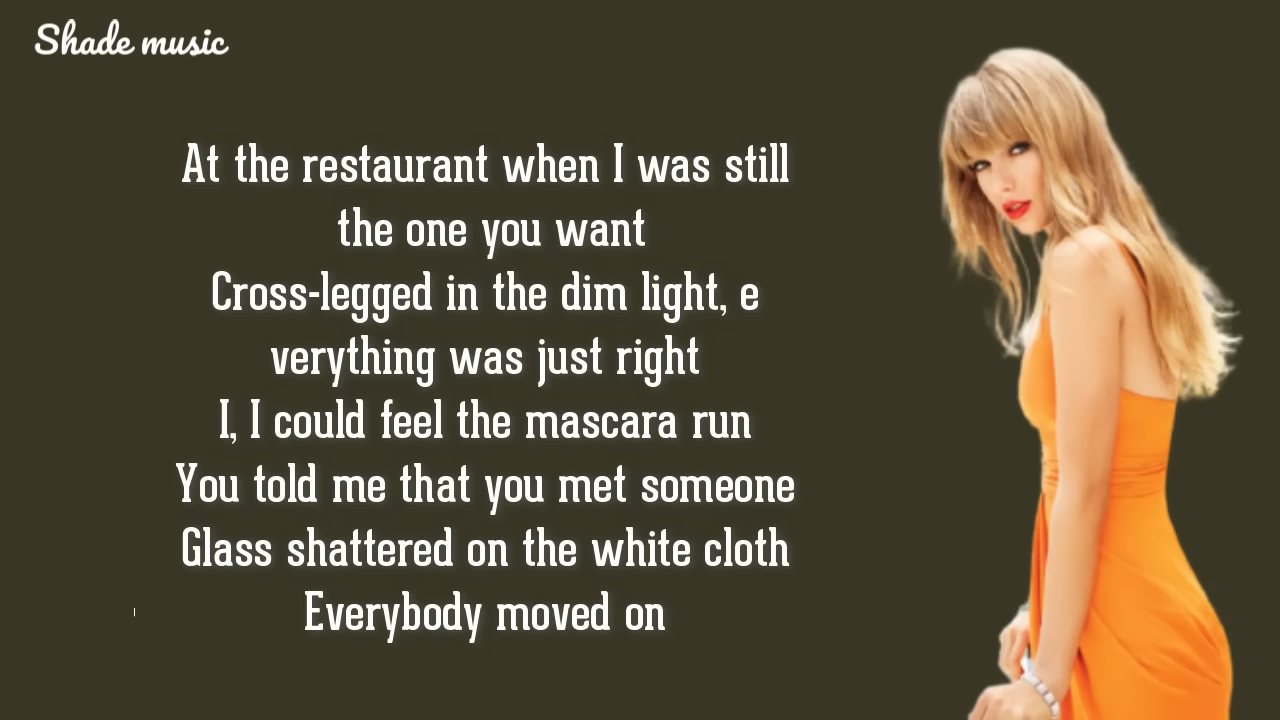 Shade music
At the restaurant when I was still
the one you want
Cross-legged in the dim light, e
verything was just right
I, I could feel the mascara run
You told me that you met someone
Glass shattered on the white cloth
Everybody moved on